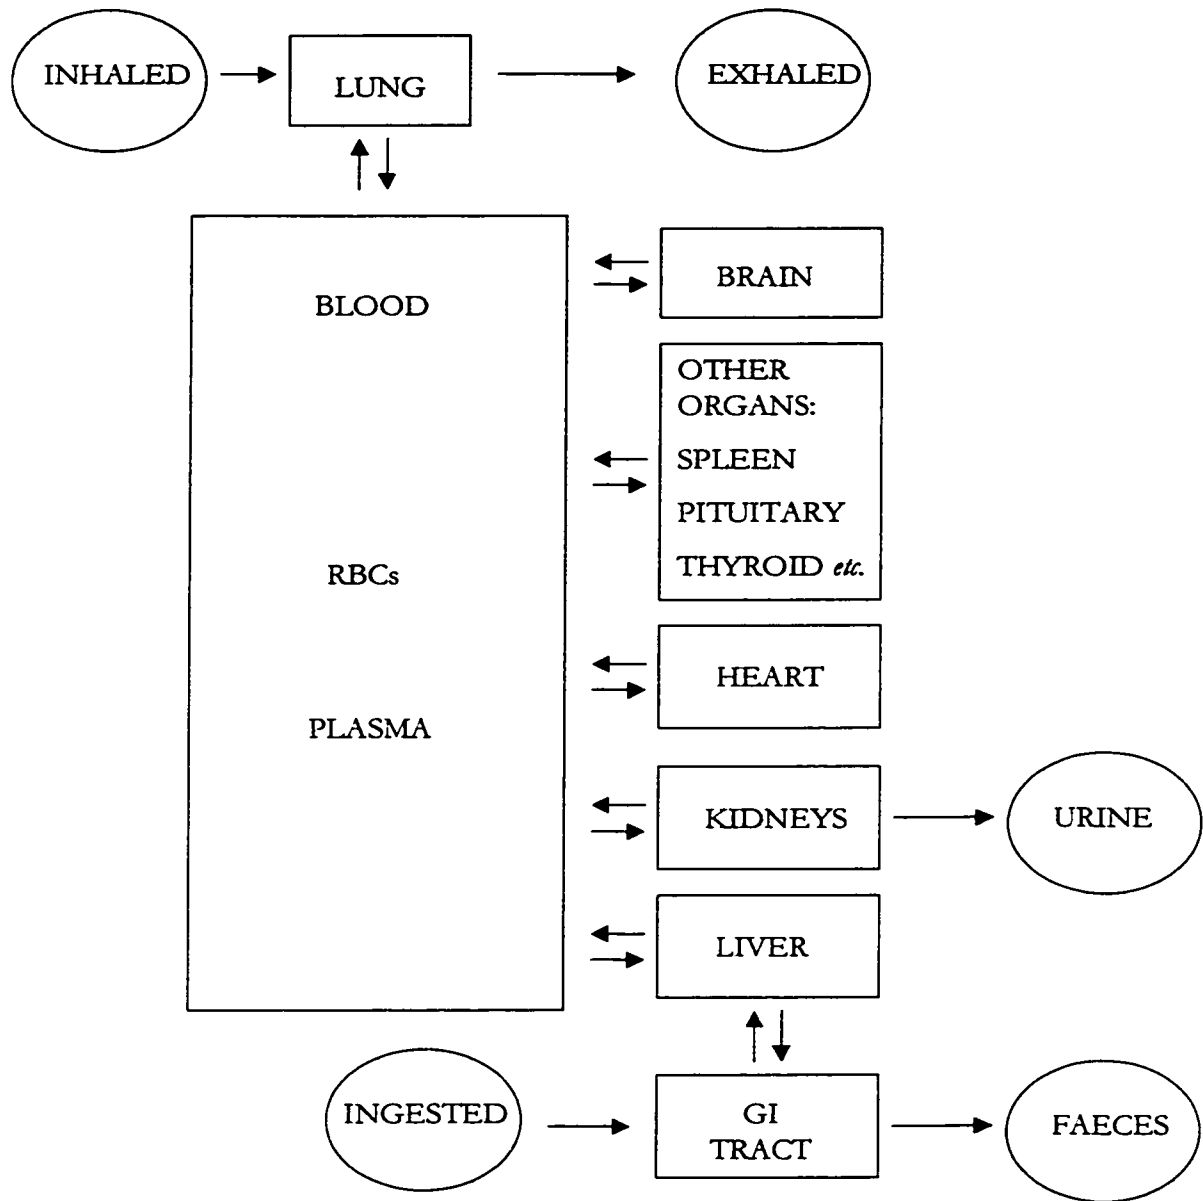 INHALED
LUNG
EXHALED
BLOOD
RBCs
PLASMA
BRAIN
OTHER
ORGANS:
SPLEEN
PITUITARY
THYROID etc.
HEART
KIDNEYS
URINE
LIVER
INGESTED
GI
TRACT
FAECES